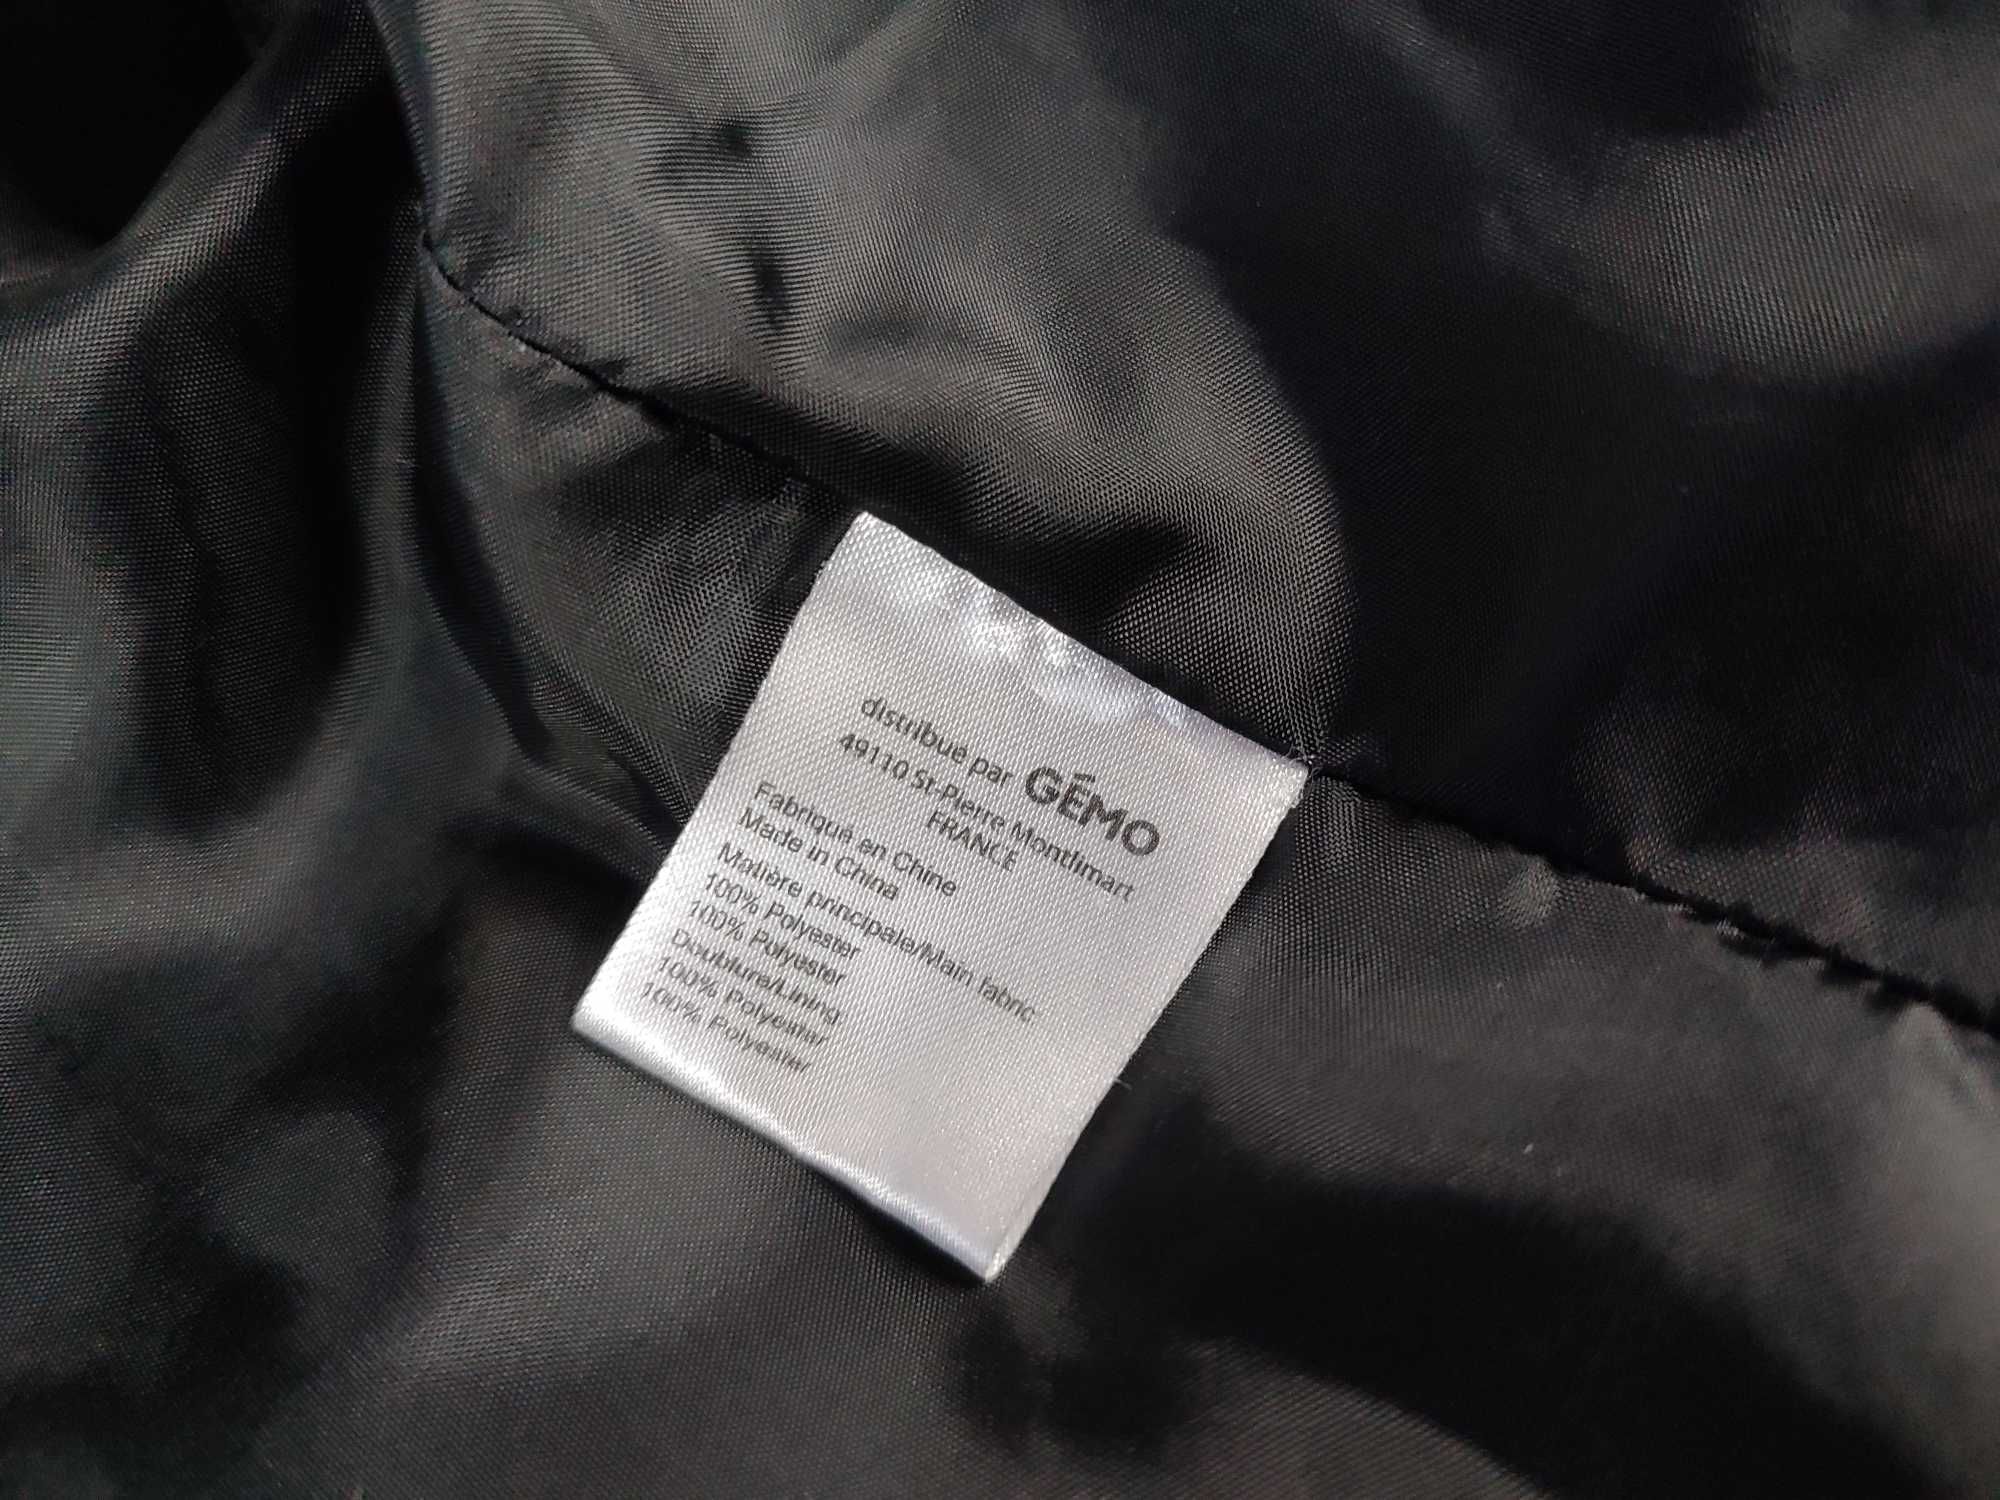 distribué par GÉMO
49110 St-Pierre Montlimart
FRANCE
Fabriqué en Chine
Made in China
Matière principale/Main fabric
100% Polyester
100% Polyester
Doublure/Lining
100% Polyester
100% Polyester